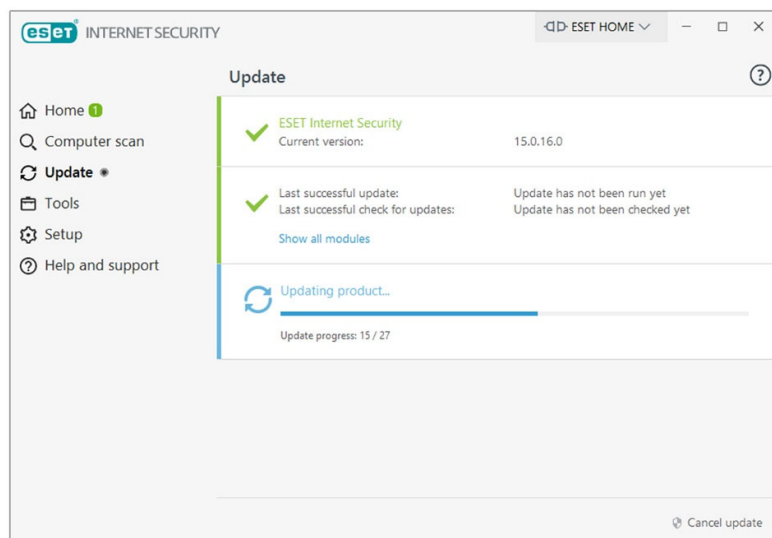 eseT® INTERNET SECURITY
ESET HOME
Update
?
Home 1
Computer scan
Update
Tools
Setup
Help and support
ESET Internet Security
Current version: 15.0.16.0
Last successful update: Update has not been run yet
Last successful check for updates: Update has not been checked yet
Show all modules
Updating product...
Update progress: 15 / 27
Cancel update